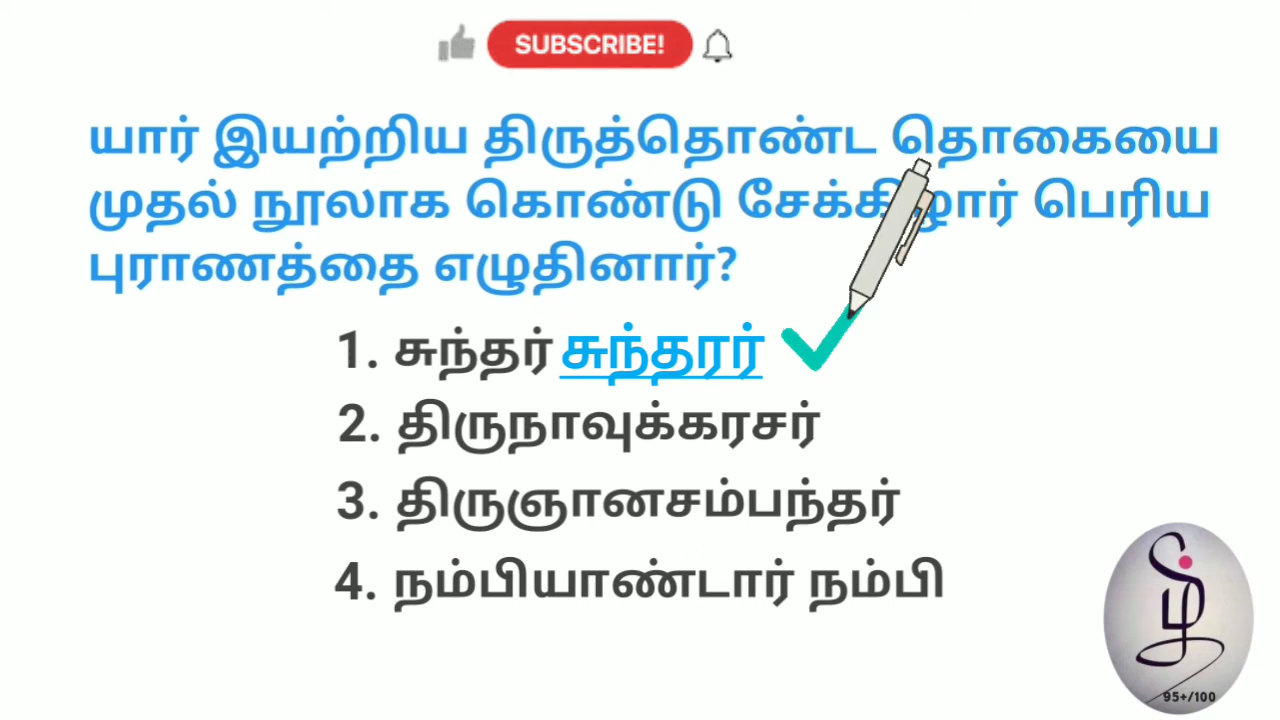 SUBSCRIBE!
யார் இயற்றிய திருத்தொண்ட தொகையை
முதல் நூலாக கொண்டு சேக்கிழார் பெரிய
புராணத்தை எழுதினார்?
1. சுந்தர் சுந்தரர்
2. திருநாவுக்கரசர்
3. திருஞானசம்பந்தர்
4. நம்பியாண்டார் நம்பி
ழி
95+/100